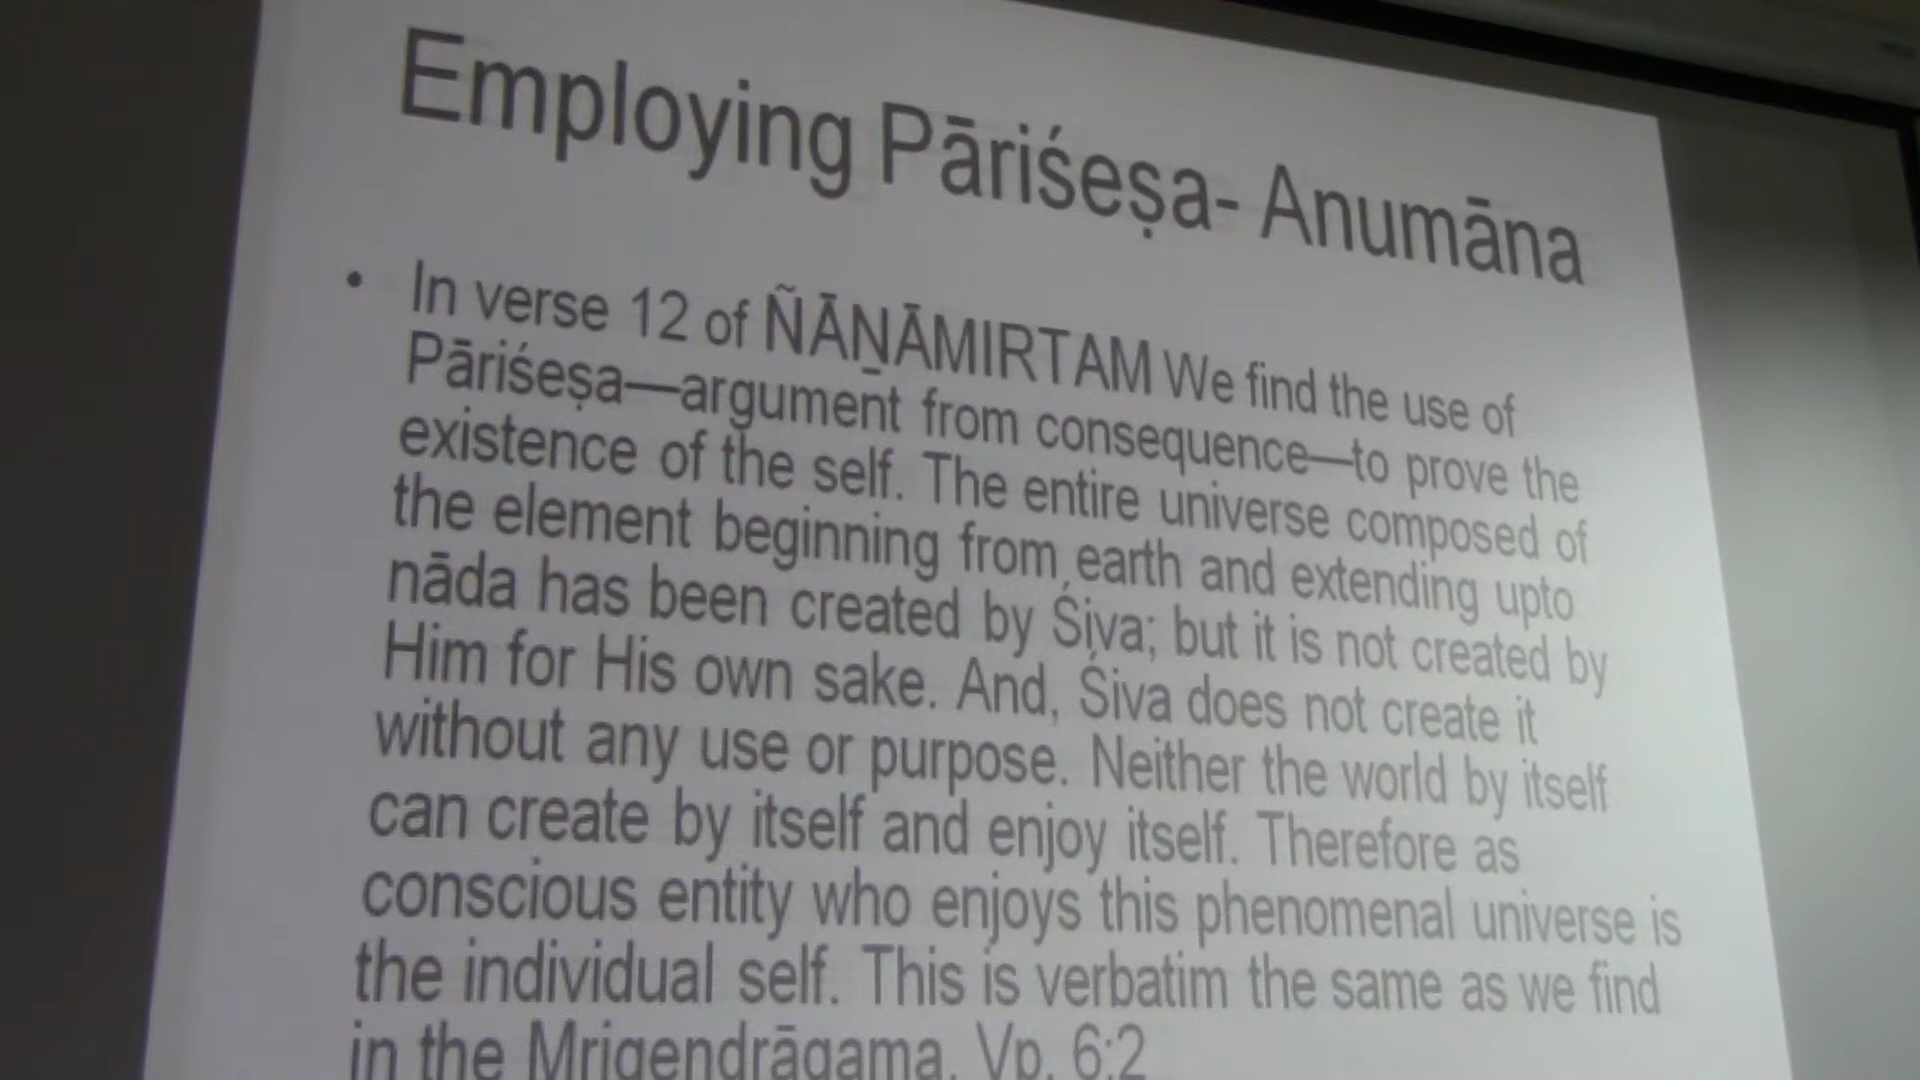 Employing Pāriśeṣa- Anumāna
• In verse 12 of ÑĀṈĀMIRTAM We find the use of
Pāriśeṣa—argument from consequence—to prove the
existence of the self. The entire universe composed of
the element beginning from earth and extending upto
nāda has been created by Śiva; but it is not created by
Him for His own sake. And, Śiva does not create it
without any use or purpose. Neither the world by itself
can create by itself and enjoy itself. Therefore as
conscious entity who enjoys this phenomenal universe is
the individual self. This is verbatim the same as we find
in the Mrigendrāgama, Vp. 6:2